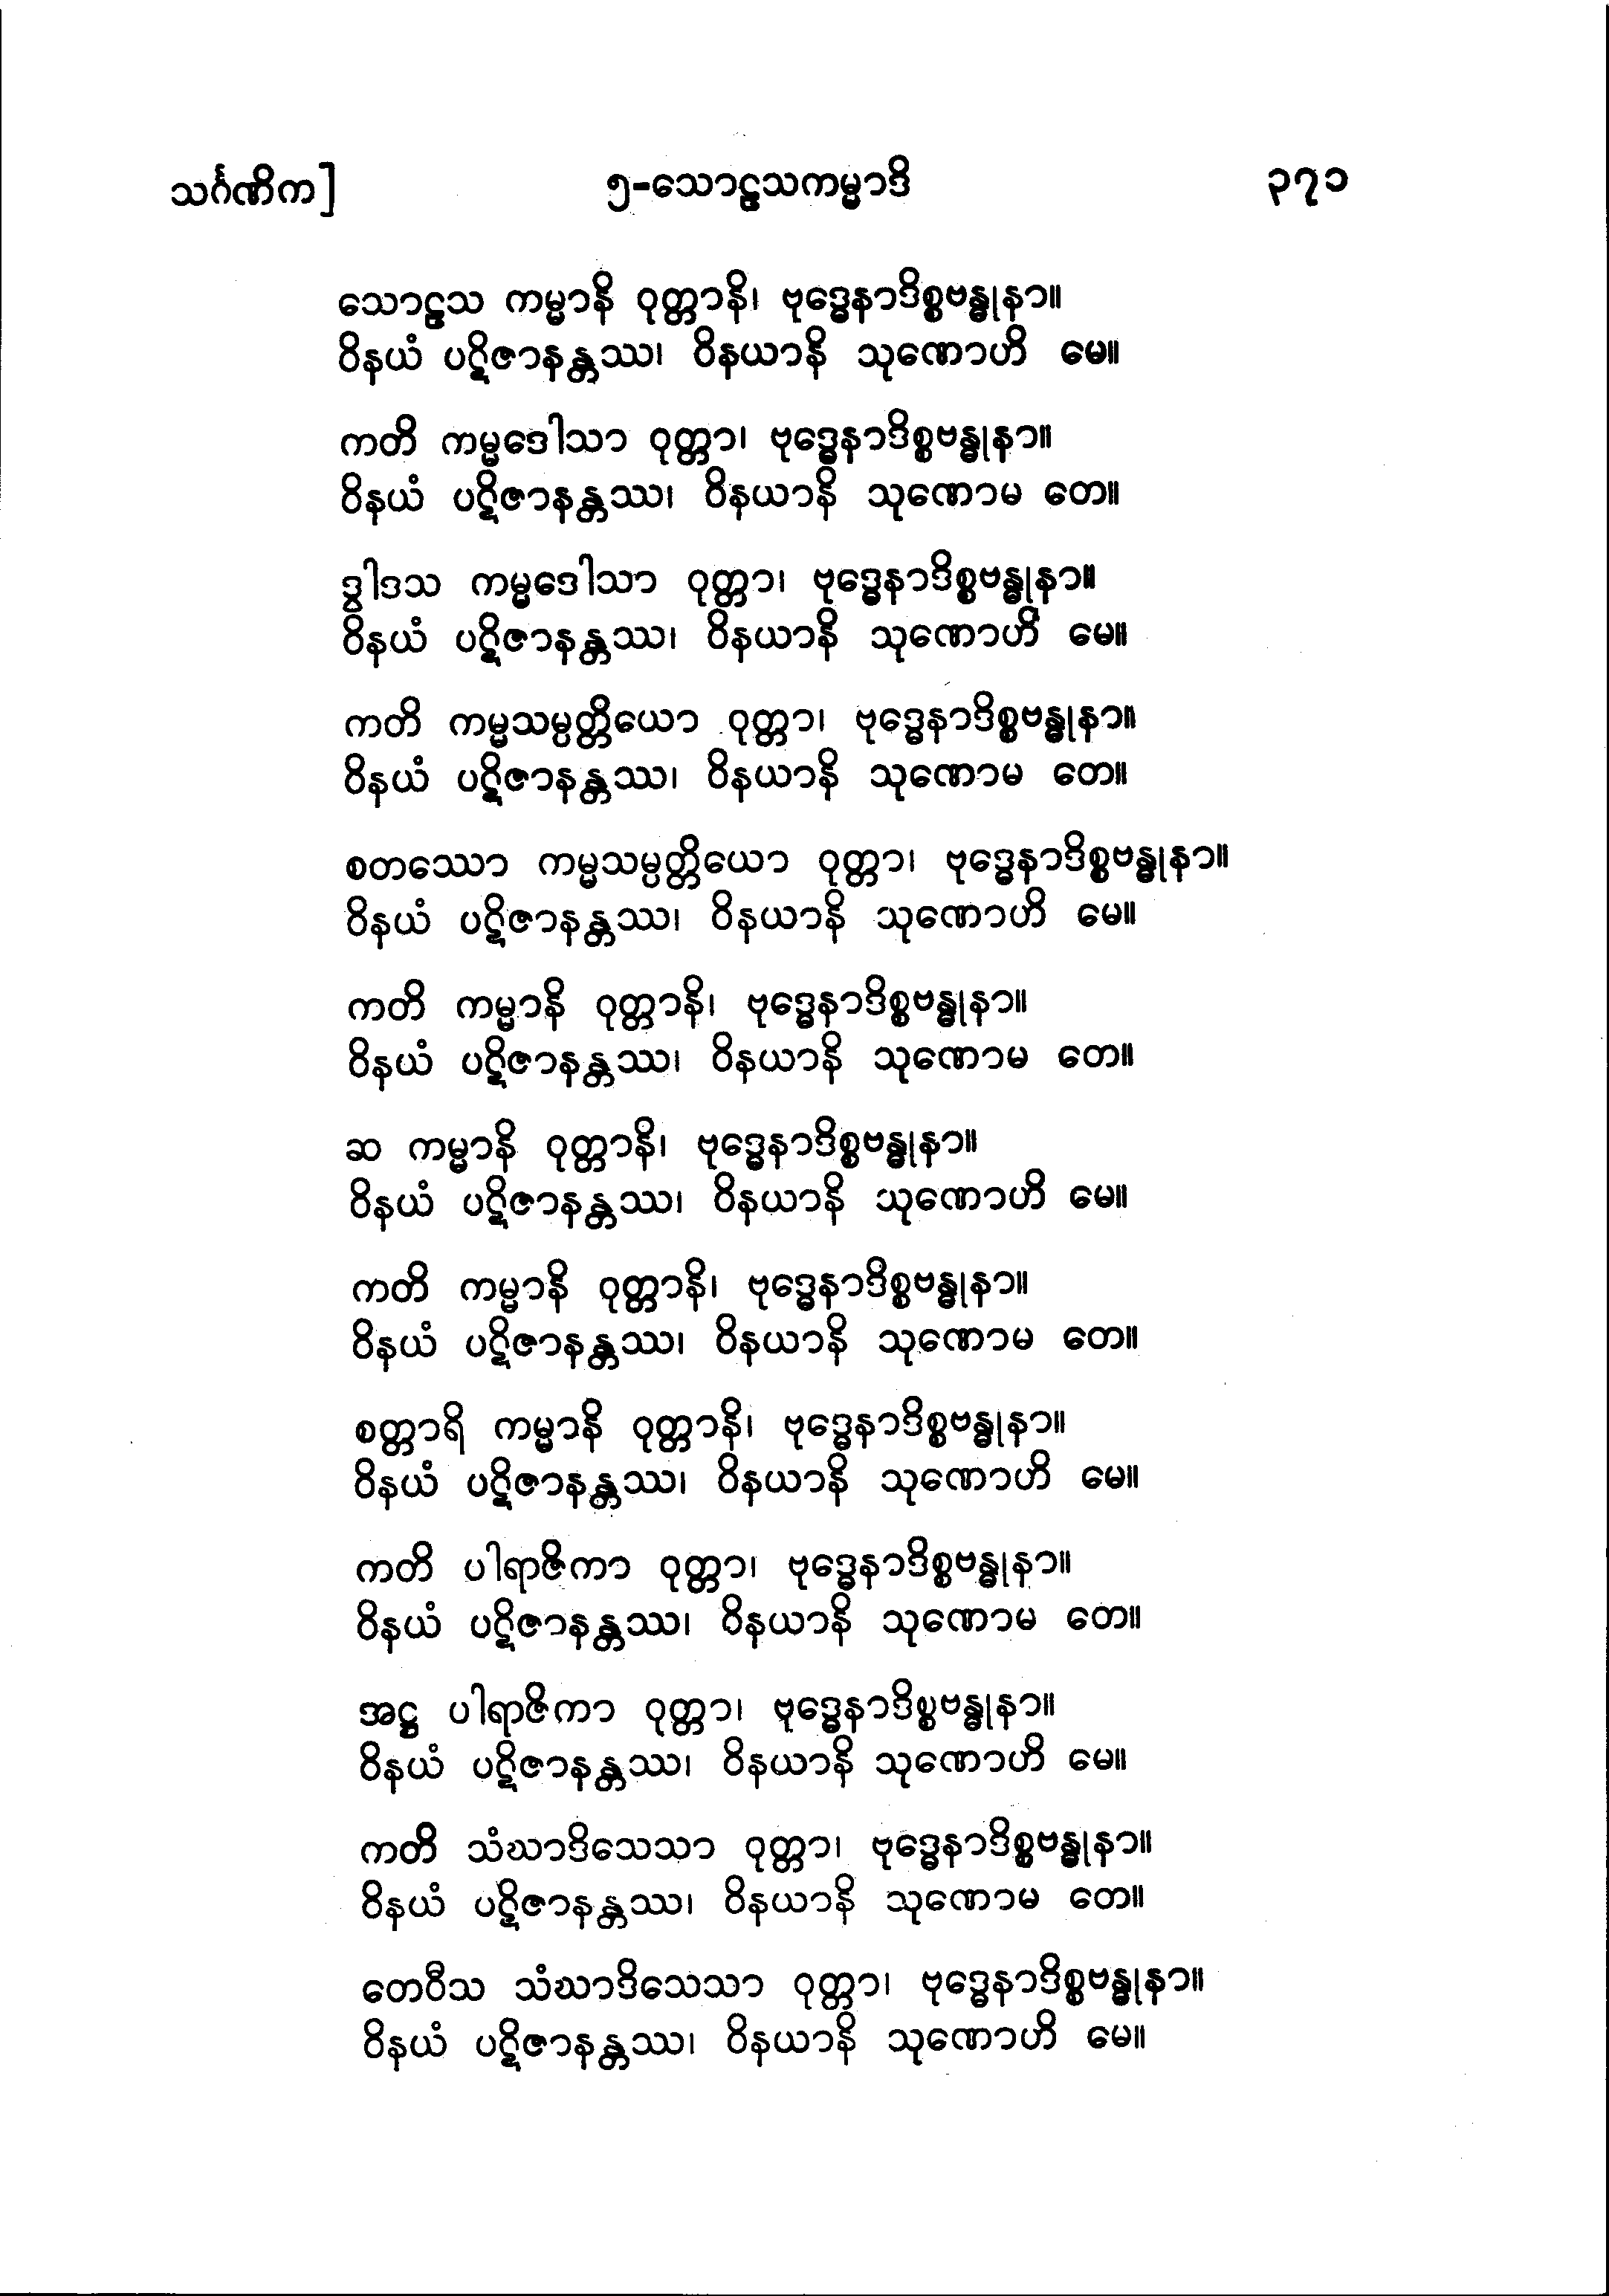 သင်္ဂဏိက]	၅-သောဠသကမ္မာဒိ	၃၇၁
သောဠသ ကမ္မာနိ ဝုတ္တာနိ၊ ဗုဒ္ဓေနာဒိစ္စဗန္ဓုနာ။
ဝိနယံ ပဋိဇာနန္တဿ၊ ဝိနယာနိ သုဏောဟိ မေ။
ကတိ ကမ္မဒေါသာ ဝုတ္တာ၊ ဗုဒ္ဓေနာဒိစ္စဗန္ဓုနာ။
ဝိနယံ ပဋိဇာနန္တဿ၊ ဝိနယာနိ သုဏောမ တေ။
ဒွါဒသ ကမ္မဒေါသာ ဝုတ္တာ၊ ဗုဒ္ဓေနာဒိစ္စဗန္ဓုနာ။
ဝိနယံ ပဋိဇာနန္တဿ၊ ဝိနယာနိ သုဏောဟိ မေ။
ကတိ ကမ္မသမ္ပတ္တိယော ဝုတ္တာ၊ ဗုဒ္ဓေနာဒိစ္စဗန္ဓုနာ။
ဝိနယံ ပဋိဇာနန္တဿ၊ ဝိနယာနိ သုဏောမ တေ။
စတဿော ကမ္မသမ္ပတ္တိယော ဝုတ္တာ၊ ဗုဒ္ဓေနာဒိစ္စဗန္ဓုနာ။
ဝိနယံ ပဋိဇာနန္တဿ၊ ဝိနယာနိ သုဏောဟိ မေ။
ကတိ ကမ္မာနိ ဝုတ္တာနိ၊ ဗုဒ္ဓေနာဒိစ္စဗန္ဓုနာ။
ဝိနယံ ပဋိဇာနန္တဿ၊ ဝိနယာနိ သုဏောမ တေ။
ဆ ကမ္မာနိ ဝုတ္တာနိ၊ ဗုဒ္ဓေနာဒိစ္စဗန္ဓုနာ။
ဝိနယံ ပဋိဇာနန္တဿ၊ ဝိနယာနိ သုဏောဟိ မေ။
ကတိ ကမ္မာနိ ဝုတ္တာနိ၊ ဗုဒ္ဓေနာဒိစ္စဗန္ဓုနာ။
ဝိနယံ ပဋိဇာနန္တဿ၊ ဝိနယာနိ သုဏောမ တေ။
စတ္တာရိ ကမ္မာနိ ဝုတ္တာနိ၊ ဗုဒ္ဓေနာဒိစ္စဗန္ဓုနာ။
ဝိနယံ ပဋိဇာနန္တဿ၊ ဝိနယာနိ သုဏောဟိ မေ။
ကတိ ပါရာဇိကာ ဝုတ္တာ၊ ဗုဒ္ဓေနာဒိစ္စဗန္ဓုနာ။
ဝိနယံ ပဋိဇာနန္တဿ၊ ဝိနယာနိ သုဏောမ တေ။
အဋ္ဌ ပါရာဇိကာ ဝုတ္တာ၊ ဗုဒ္ဓေနာဒိစ္စဗန္ဓုနာ။
ဝိနယံ ပဋိဇာနန္တဿ၊ ဝိနယာနိ သုဏောဟိ မေ။
ကတိ သံဃာဒိသေသာ ဝုတ္တာ၊ ဗုဒ္ဓေနာဒိစ္စဗန္ဓုနာ။
ဝိနယံ ပဋိဇာနန္တဿ၊ ဝိနယာနိ သုဏောမ တေ။
တေဝီသ သံဃာဒိသေသာ ဝုတ္တာ၊ ဗုဒ္ဓေနာဒိစ္စဗန္ဓုနာ။
ဝိနယံ ပဋိဇာနန္တဿ၊ ဝိနယာနိ သုဏောဟိ မေ။